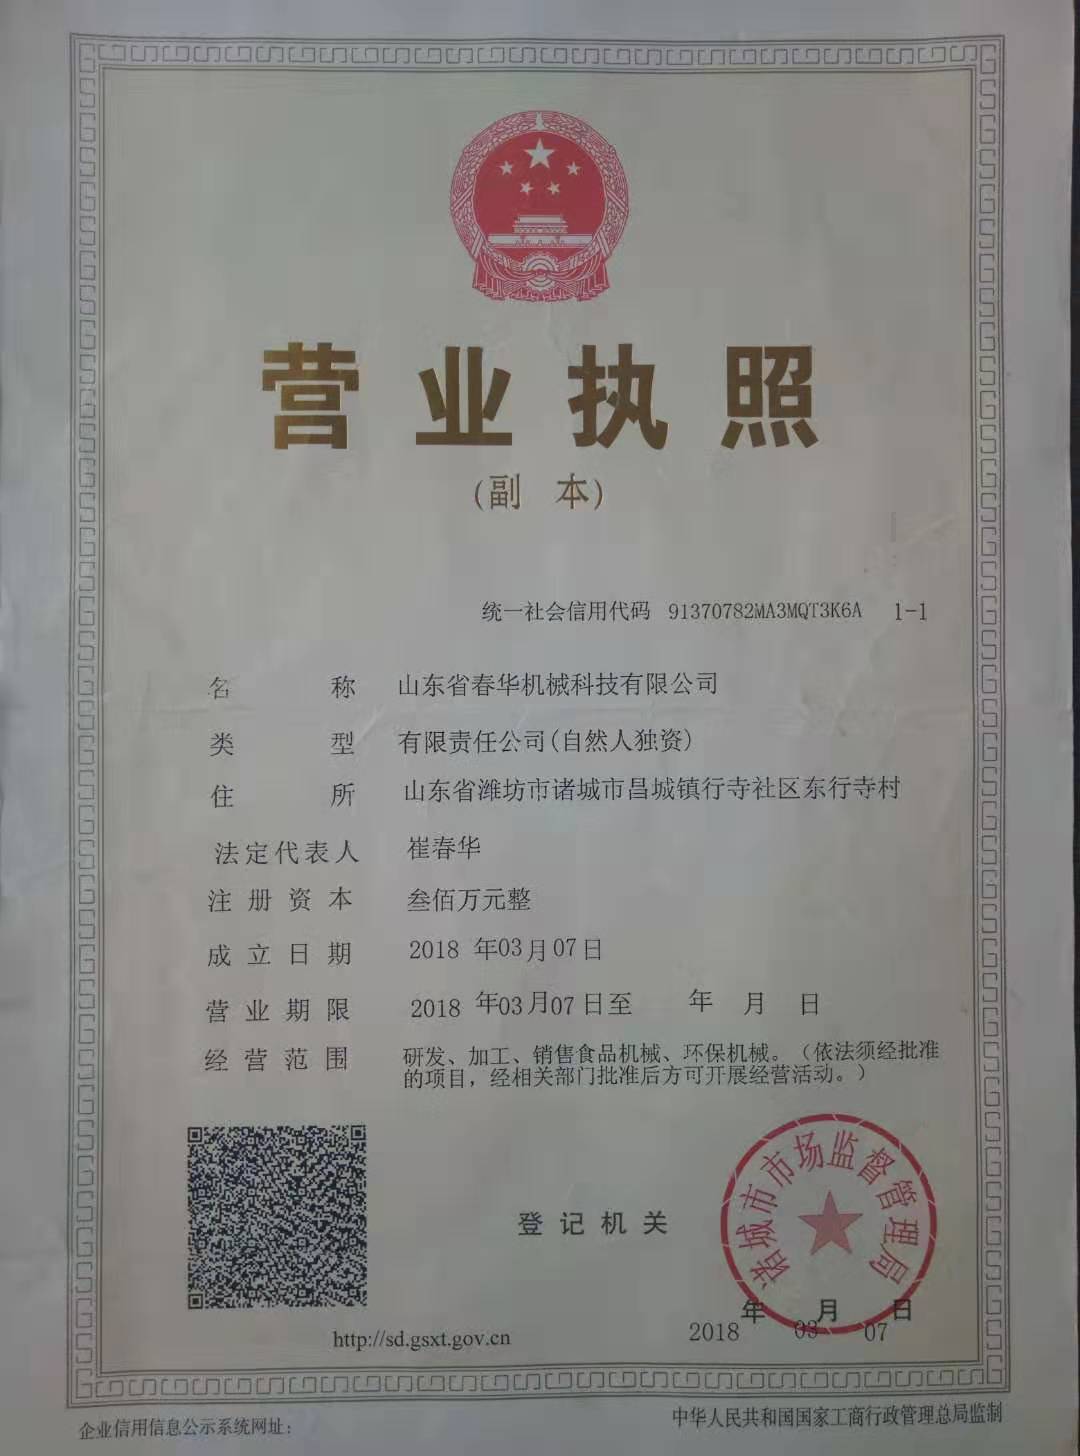 营业执照
(副 本)
统一社会信用代码 91370782MA3MQT3K6A 1-1
名 称 山东省春华机械科技有限公司
类 型 有限责任公司(自然人独资)
住 所 山东省潍坊市诸城市昌城镇行寺社区东行寺村
法定代表人 崔春华
注册资本 叁佰万元整
成立日期 2018 年03月07日
营业期限 2018 年03月07日至 年 月 日
经营范围 研发、加工、销售食品机械、环保机械。（依法须经批准
的项目，经相关部门批准后方可开展经营活动。）
诸城市市场监督管理局
登记机关
年 月 日
2018 03 07
http://sd.gsxt.gov.cn
企业信用信息公示系统网址：
中华人民共和国国家工商行政管理总局监制